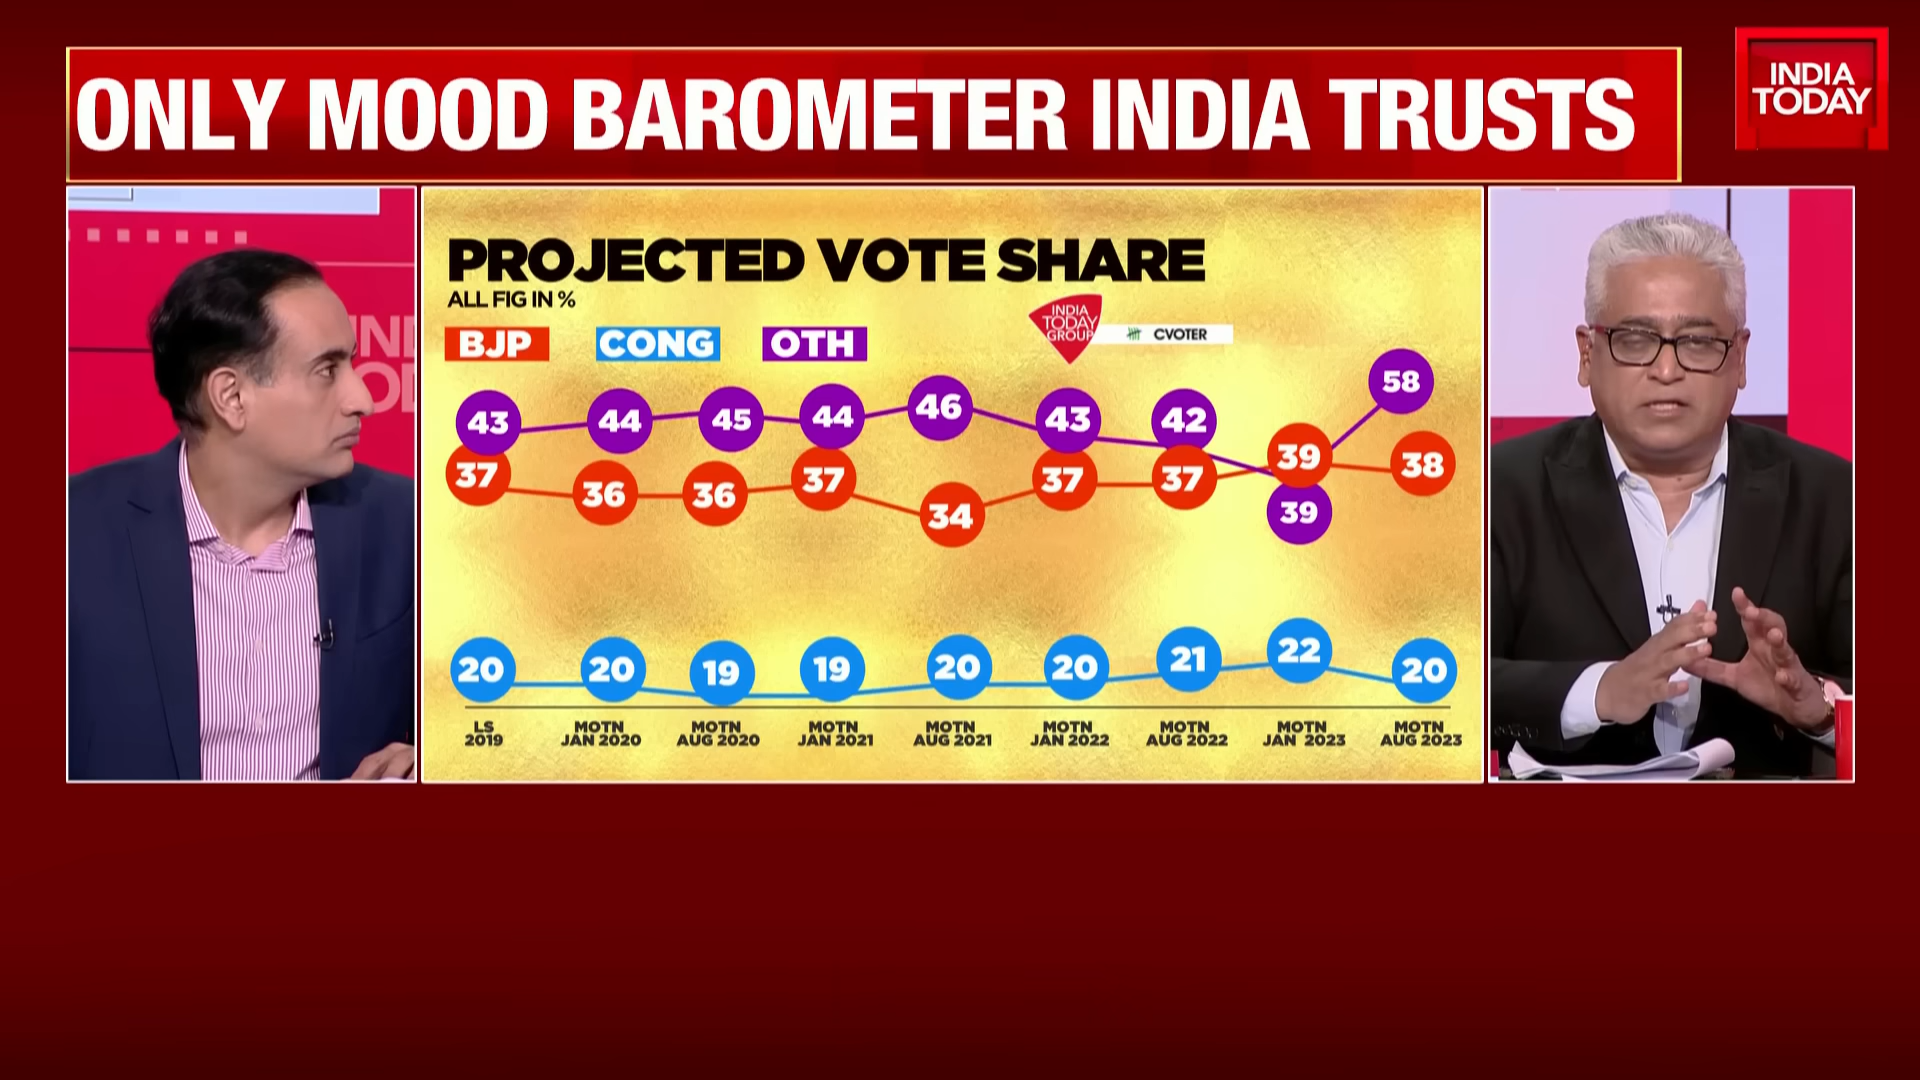 ONLY MOOD BAROMETER INDIA TRUSTS
INDIA
TODAY
PROJECTED VOTE SHARE
ALL FIG IN %
INDIA
TODAY
GROUP
CVOTER
BJP CONG OTH
43 44 45 44 46 43 42 39 58
37 36 36 37 34 37 37 39 38
20 20 19 19 20 20 21 22 20
LS MOTN MOTN MOTN MOTN MOTN MOTN MOTN MOTN
2019 JAN 2020 AUG 2020 JAN 2021 AUG 2021 JAN 2022 AUG 2022 JAN 2023 AUG 2023